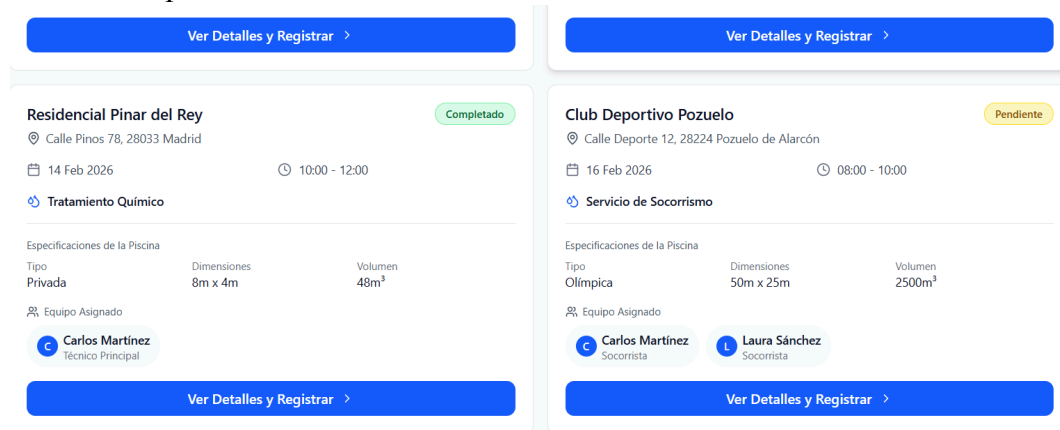 Ver Detalles y Registrar
Ver Detalles y Registrar
Residencial Pinar del Rey
Completado
Calle Pinos 78, 28033 Madrid
14 Feb 2026
10:00 - 12:00
Tratamiento Químico
Especificaciones de la Piscina
Tipo
Dimensiones
Volumen
Privada
8m x 4m
48m³
Equipo Asignado
C
Carlos Martínez
Técnico Principal
Ver Detalles y Registrar
Club Deportivo Pozuelo
Pendiente
Calle Deporte 12, 28224 Pozuelo de Alarcón
16 Feb 2026
08:00 - 10:00
Servicio de Socorrismo
Especificaciones de la Piscina
Tipo
Dimensiones
Volumen
Olímpica
50m x 25m
2500m³
Equipo Asignado
C
Carlos Martínez
Socorrista
L
Laura Sánchez
Socorrista
Ver Detalles y Registrar